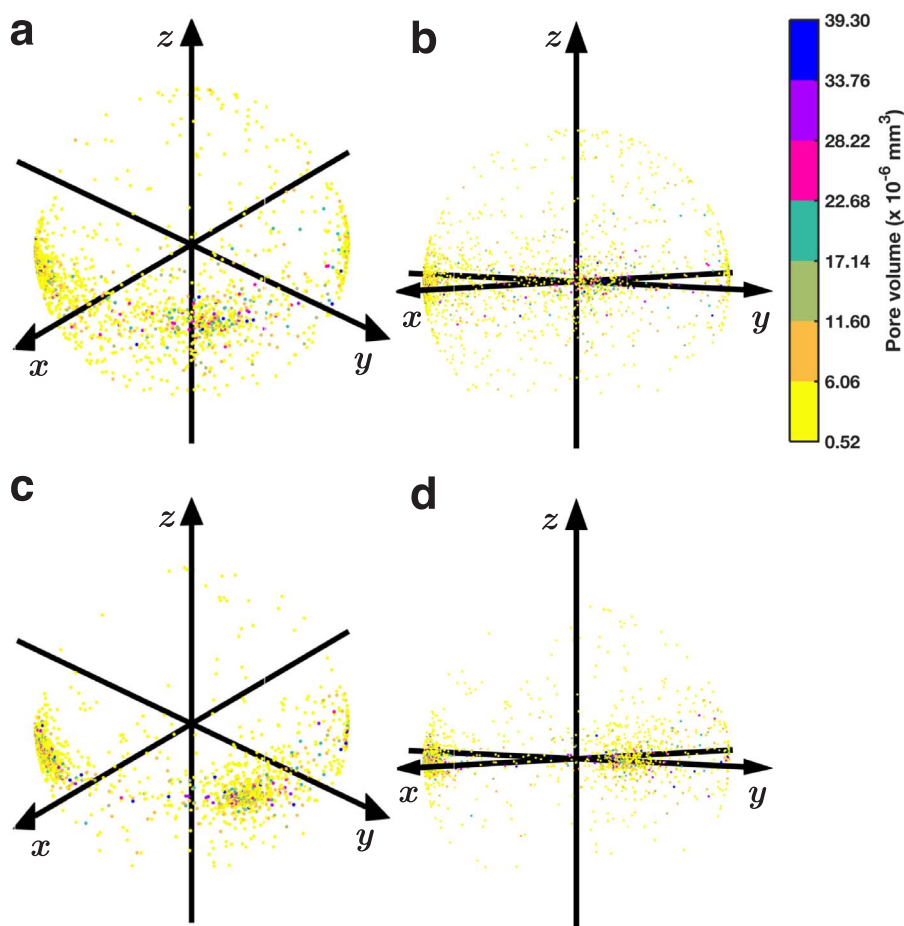 a
z
x
y
b
z
x
y
39.30
33.76
28.22
22.68
17.14
11.60
6.06
0.52
Pore volume (x 10⁻⁶ mm³)
c
z
x
y
d
z
x
y